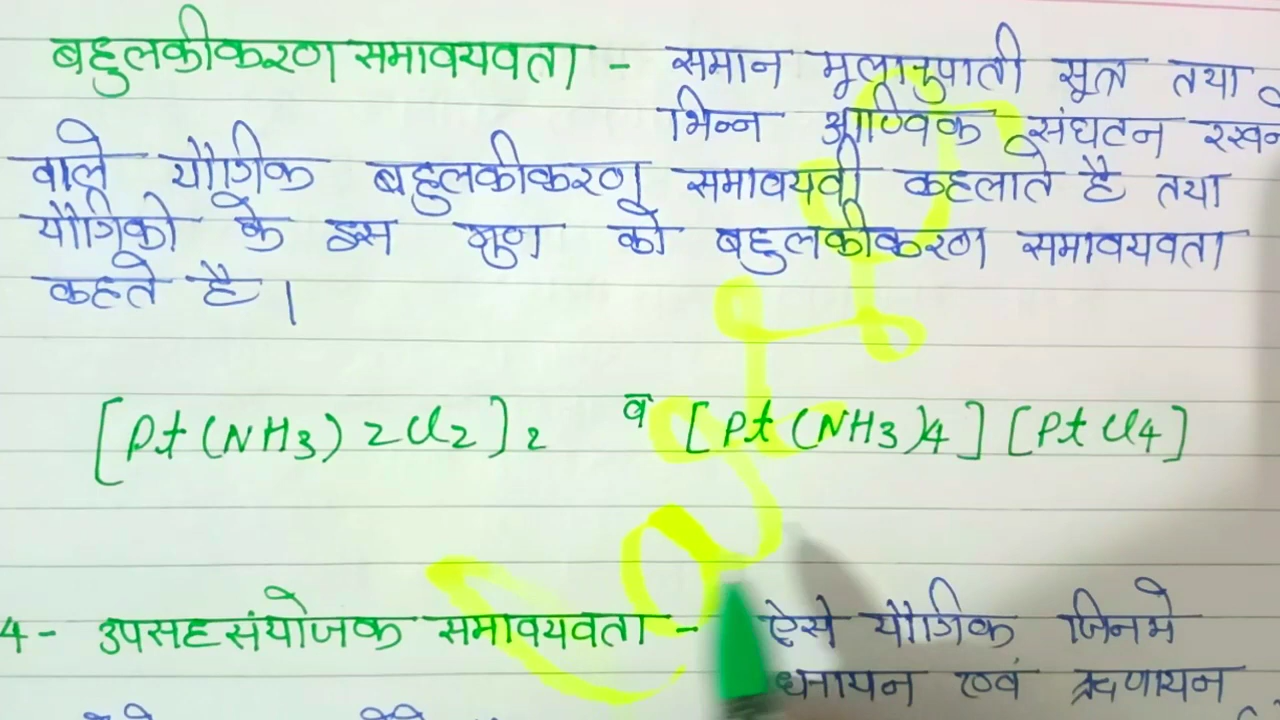 बहुलकीकरण समावयवता - समान मूलानुपाती सूत्र तथा
भिन्न आण्विक संघटन रखन
वाले यौगिक बहुलकीकरण समावयवी कहलाते है तथा
यौगिको के इस गुण को बहुलकीकरण समावयवता
कहते है।
[Pt(NH3)2Cl2]2 व [Pt(NH3)4][PtCl4]
4- उपसहसंयोजक समावयवता - ऐसे यौगिक जिनमे
धनायन एवं ऋणायन